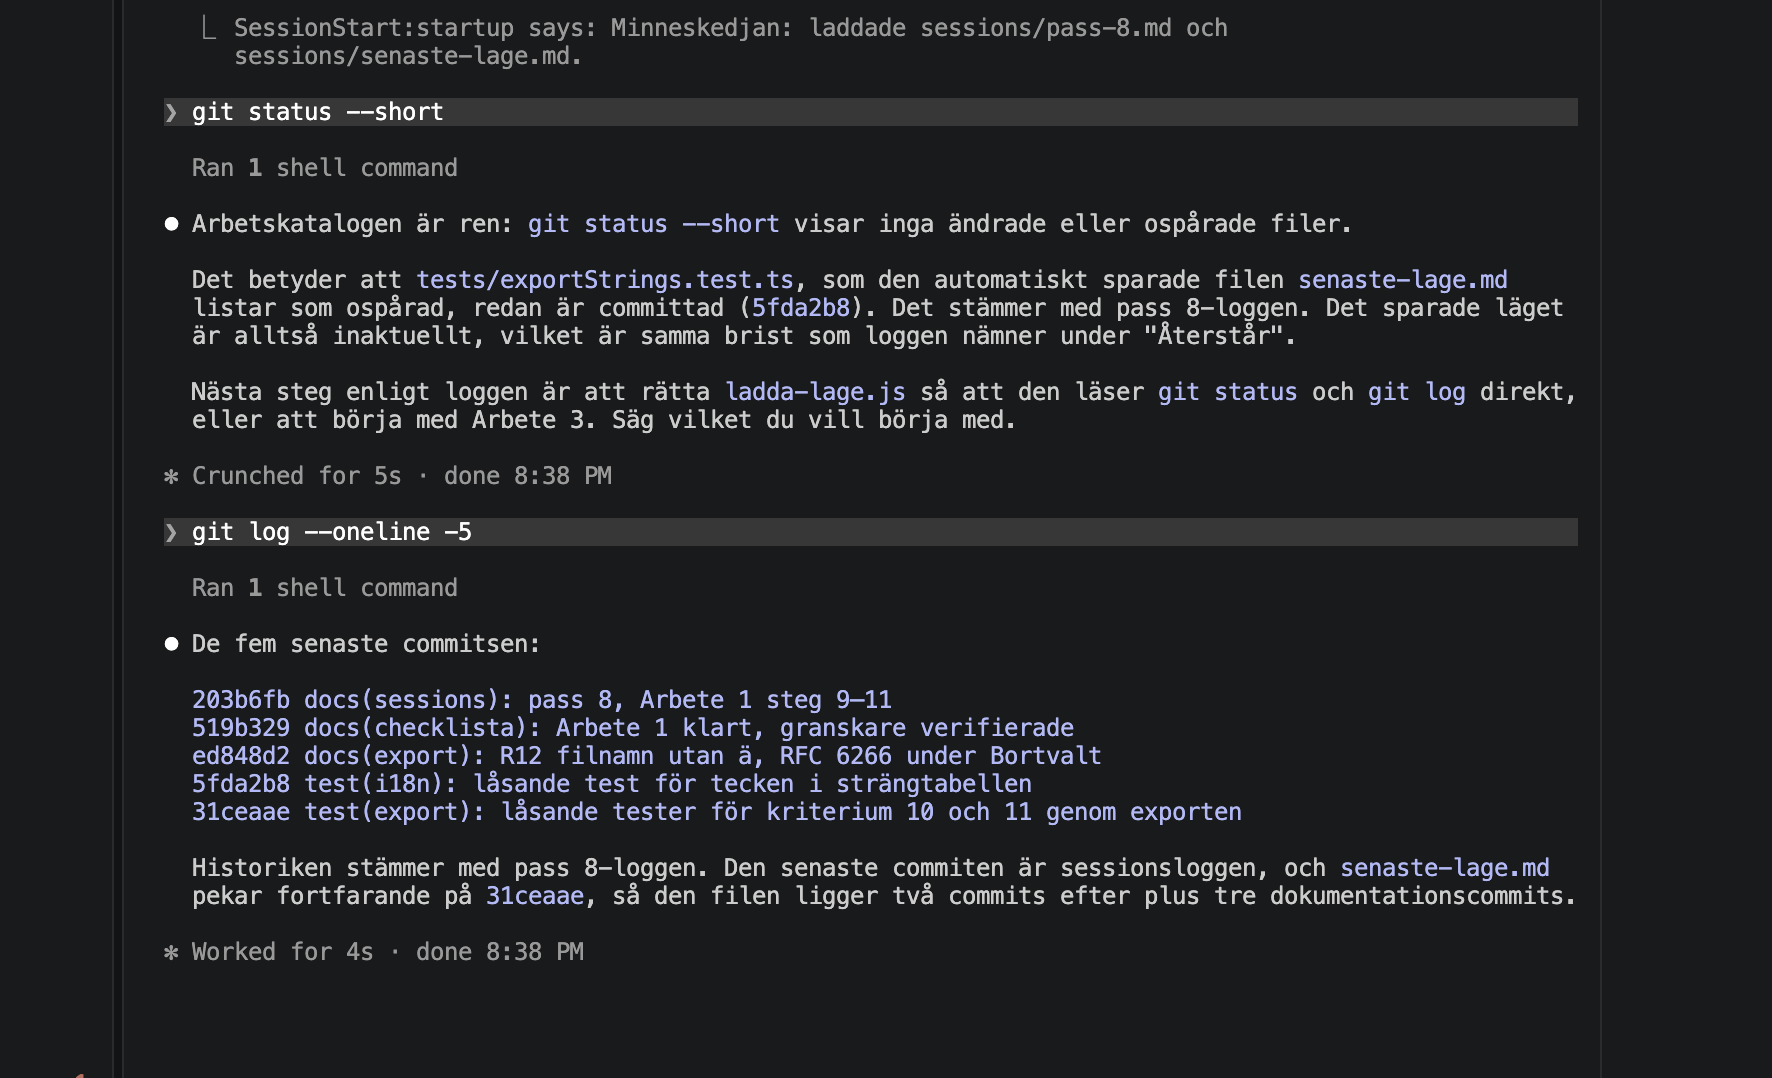 ⎿ SessionStart:startup says: Minneskedjan: laddade sessions/pass-8.md och
sessions/senaste-lage.md.
❯ git status --short
Ran 1 shell command
● Arbetskatalogen är ren: git status --short visar inga ändrade eller ospårade filer.
Det betyder att tests/exportStrings.test.ts, som den automatiskt sparade filen senaste-lage.md
listar som ospårad, redan är committad (5fda2b8). Det stämmer med pass 8-loggen. Det sparade läget
är alltså inaktuellt, vilket är samma brist som loggen nämner under "Återstår".
Nästa steg enligt loggen är att rätta ladda-lage.js så att den läser git status och git log direkt,
eller att börja med Arbete 3. Säg vilket du vill börja med.
✻ Crunched for 5s · done 8:38 PM
❯ git log --oneline -5
Ran 1 shell command
● De fem senaste commitsen:
203b6fb docs(sessions): pass 8, Arbete 1 steg 9–11
519b329 docs(checklista): Arbete 1 klart, granskare verifierade
ed848d2 docs(export): R12 filnamn utan ä, RFC 6266 under Bortvalt
5fda2b8 test(i18n): låsande test för tecken i strängtabellen
31ceaae test(export): låsande tester för kriterium 10 och 11 genom exporten
Historiken stämmer med pass 8-loggen. Den senaste commiten är sessionsloggen, och senaste-lage.md
pekar fortfarande på 31ceaae, så den filen ligger två commits efter plus tre dokumentationscommits.
✻ Worked for 4s · done 8:38 PM